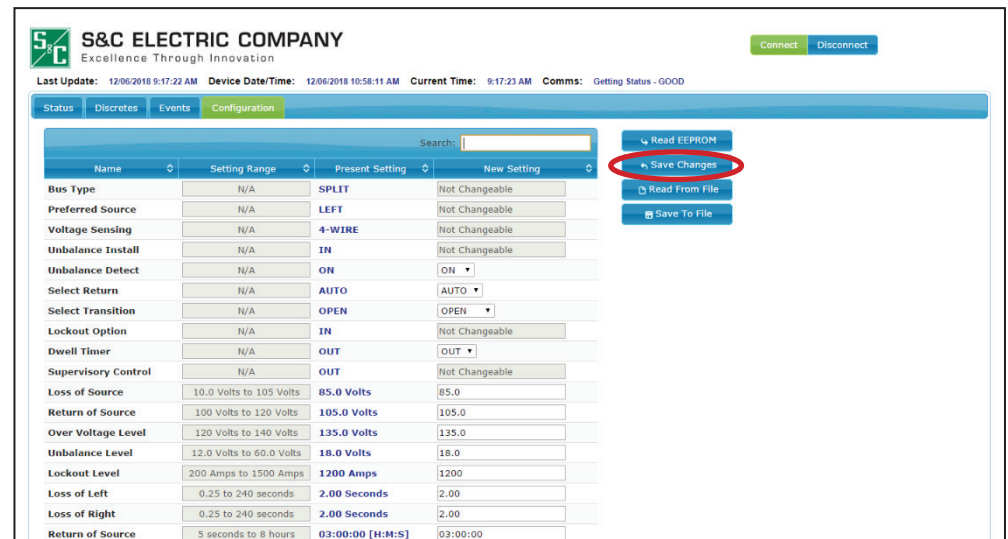 S&C S&C ELECTRIC COMPANY
Excellence Through Innovation
Connect Disconnect
Last Update: 12/06/2018 9:17:22 AM Device Date/Time: 12/06/2018 10:58:11 AM Current Time: 9:17:23 AM Comms: Getting Status - GOOD
Status Discretes Events Configuration
Search: Read EEPROM
Name Setting Range Present Setting New Setting Save Changes
Bus Type N/A SPLIT Not Changeable Read From File
Preferred Source N/A LEFT Not Changeable Save To File
Voltage Sensing N/A 4-WIRE Not Changeable
Unbalance Install N/A IN Not Changeable
Unbalance Detect N/A ON ON
Select Return N/A AUTO AUTO
Select Transition N/A OPEN OPEN
Lockout Option N/A IN Not Changeable
Dwell Timer N/A OUT OUT
Supervisory Control N/A OUT Not Changeable
Loss of Source 10.0 Volts to 105 Volts 85.0 Volts 85.0
Return of Source 100 Volts to 120 Volts 105.0 Volts 105.0
Over Voltage Level 120 Volts to 140 Volts 135.0 Volts 135.0
Unbalance Level 12.0 Volts to 60.0 Volts 18.0 Volts 18.0
Lockout Level 200 Amps to 1500 Amps 1200 Amps 1200
Loss of Left 0.25 to 240 seconds 2.00 Seconds 2.00
Loss of Right 0.25 to 240 seconds 2.00 Seconds 2.00
Return of Source 5 seconds to 8 hours 03:00:00 [H:M:S] 03:00:00